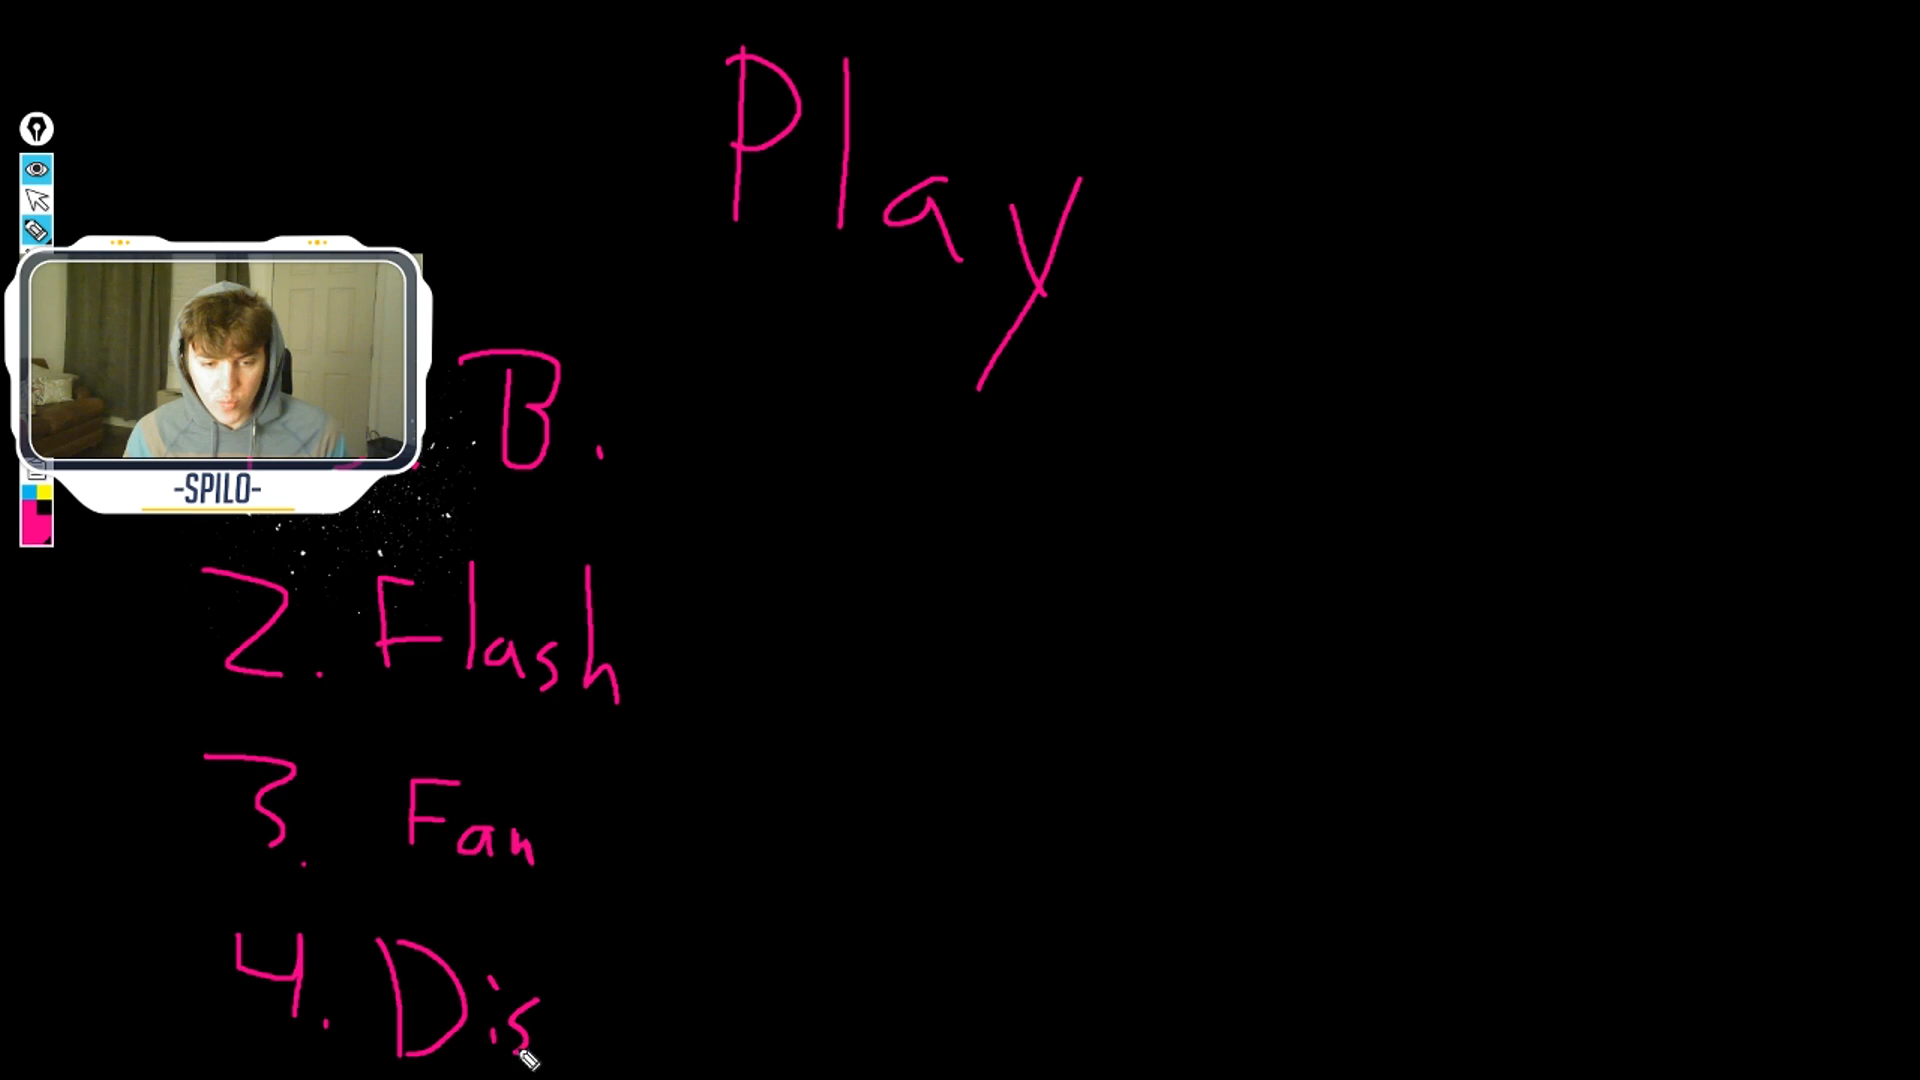 Play
B.
-SPILO-
2. Flash
3. Fan
4. Dis